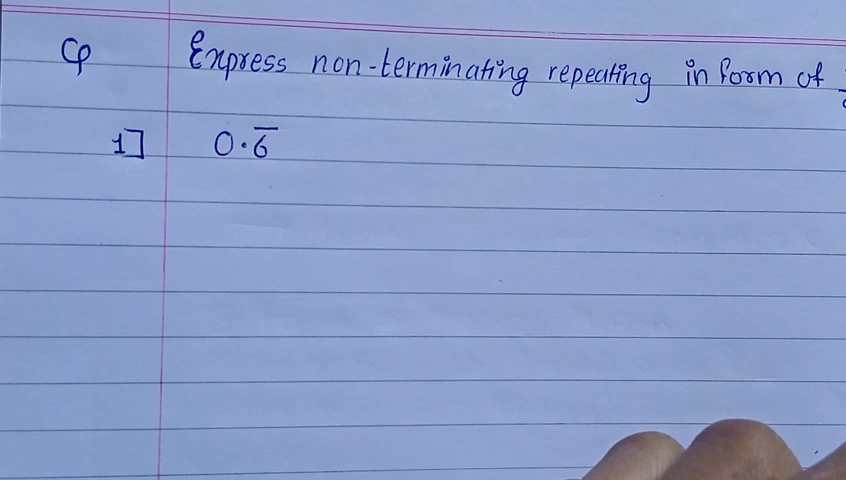 Q Express non-terminating repeating in form of
1] 0.6̅